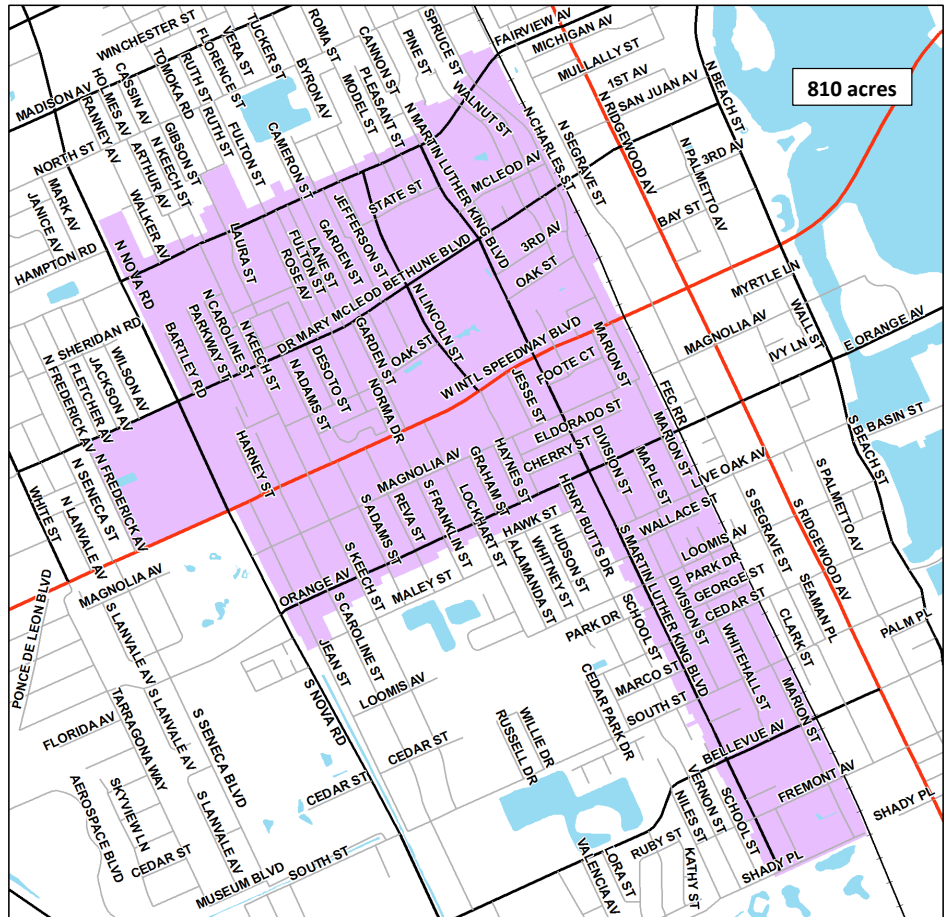 WINCHESTER ST
MADISON AV
HOLMES AV
CASSIN AV
TOMOKA RD
RUTH ST
FLORENCE ST
VERA ST
TUCKER ST
ROMA ST
BYRON AV
CANNON ST
MODEL ST
PLEASANT ST
PINE ST
SPRUCE ST
FAIRVIEW AV
MICHIGAN AV
MULLALLY ST
1ST AV
SAN JUAN AV
N BEACH ST
810 acres
RANNEY AV
NORTH ST
ARTHUR AV
N KEECH ST
GIBSON ST
RUTH ST
FULTON ST
CAMERON ST
N MARTIN LUTHER KING BLVD
WALNUT ST
N CHARLES ST
N SEGRAVE ST
N RIDGEWOOD AV
N PALMETTO AV
3RD AV
BAY ST
MARK AV
JANICE AV
HAMPTON RD
WALKER AV
N NOVA RD
LAURA ST
STATE ST
MCLEOD AV
JEFFERSON ST
GARDEN ST
LANE ST
FULTON ST
ROSE AV
DR MARY MCLEOD BETHUNE BLVD
3RD AV
OAK ST
MYRTLE LN
WALL ST
E ORANGE AV
MAGNOLIA AV
IVY LN
SHERIDAN RD
WILSON AV
JACKSON AV
FLETCHER AV
N FREDERICK AV
BARTLEY RD
PARKWAY ST
N CAROLINE ST
N KEECH ST
N ADAMS ST
DESOTO ST
NORMA DR
GARDEN ST
OAK ST
N LINCOLN ST
W INTL SPEEDWAY BLVD
JESSE ST
FOOTE CT
MARION ST
FEC RR
MARION ST
S BEACH ST
BASIN ST
WHITE ST
N LANVALE AV
N SENECA ST
N FREDERICK AV
HARNEY ST
MAGNOLIA AV
ELDORADO ST
CHERRY ST
HAYNES ST
GRAHAM ST
LOCKHART ST
S FRANKLIN ST
REVA ST
S ADAMS ST
DIVISION ST
MAPLE ST
LIVE OAK AV
WALLACE ST
S SEGRAVE ST
S RIDGEWOOD AV
S PALMETTO AV
HENRY BUTTS DR
HAWK ST
HUDSON ST
WHITNEY ST
ALAMANDA ST
PONCE DE LEON BLVD
MAGNOLIA AV
ORANGE AV
MALEY ST
S KEECH ST
S CAROLINE ST
JEAN ST
PARK DR
SCHOOL ST
S MARTIN LUTHER KING BLVD
DIVISION ST
LOOMIS AV
PARK DR
GEORGE ST
CEDAR ST
SEAMAN PL
CLARK ST
PALM PL
WHITEHALL ST
MARION ST
S LANVALE AV
S LANVALE AV
TARRAGONA WAY
FLORIDA AV
S SENECA BLVD
S NOVA RD
LOOMIS AV
CEDAR ST
CEDAR ST
MARCO ST
SOUTH ST
CEDAR PARK DR
WILLIE DR
RUSSELL DR
BELLEVUE AV
FREMONT AV
SHADY PL
AEROSPACE BLVD
SKYVIEW LN
CEDAR ST
S LANVALE AV
MUSEUM BLVD
SOUTH ST
VALENCIA AV
LORA ST
RUBY ST
KATHY ST
NILES ST
VERNON ST
SCHOOL ST
SHADY PL